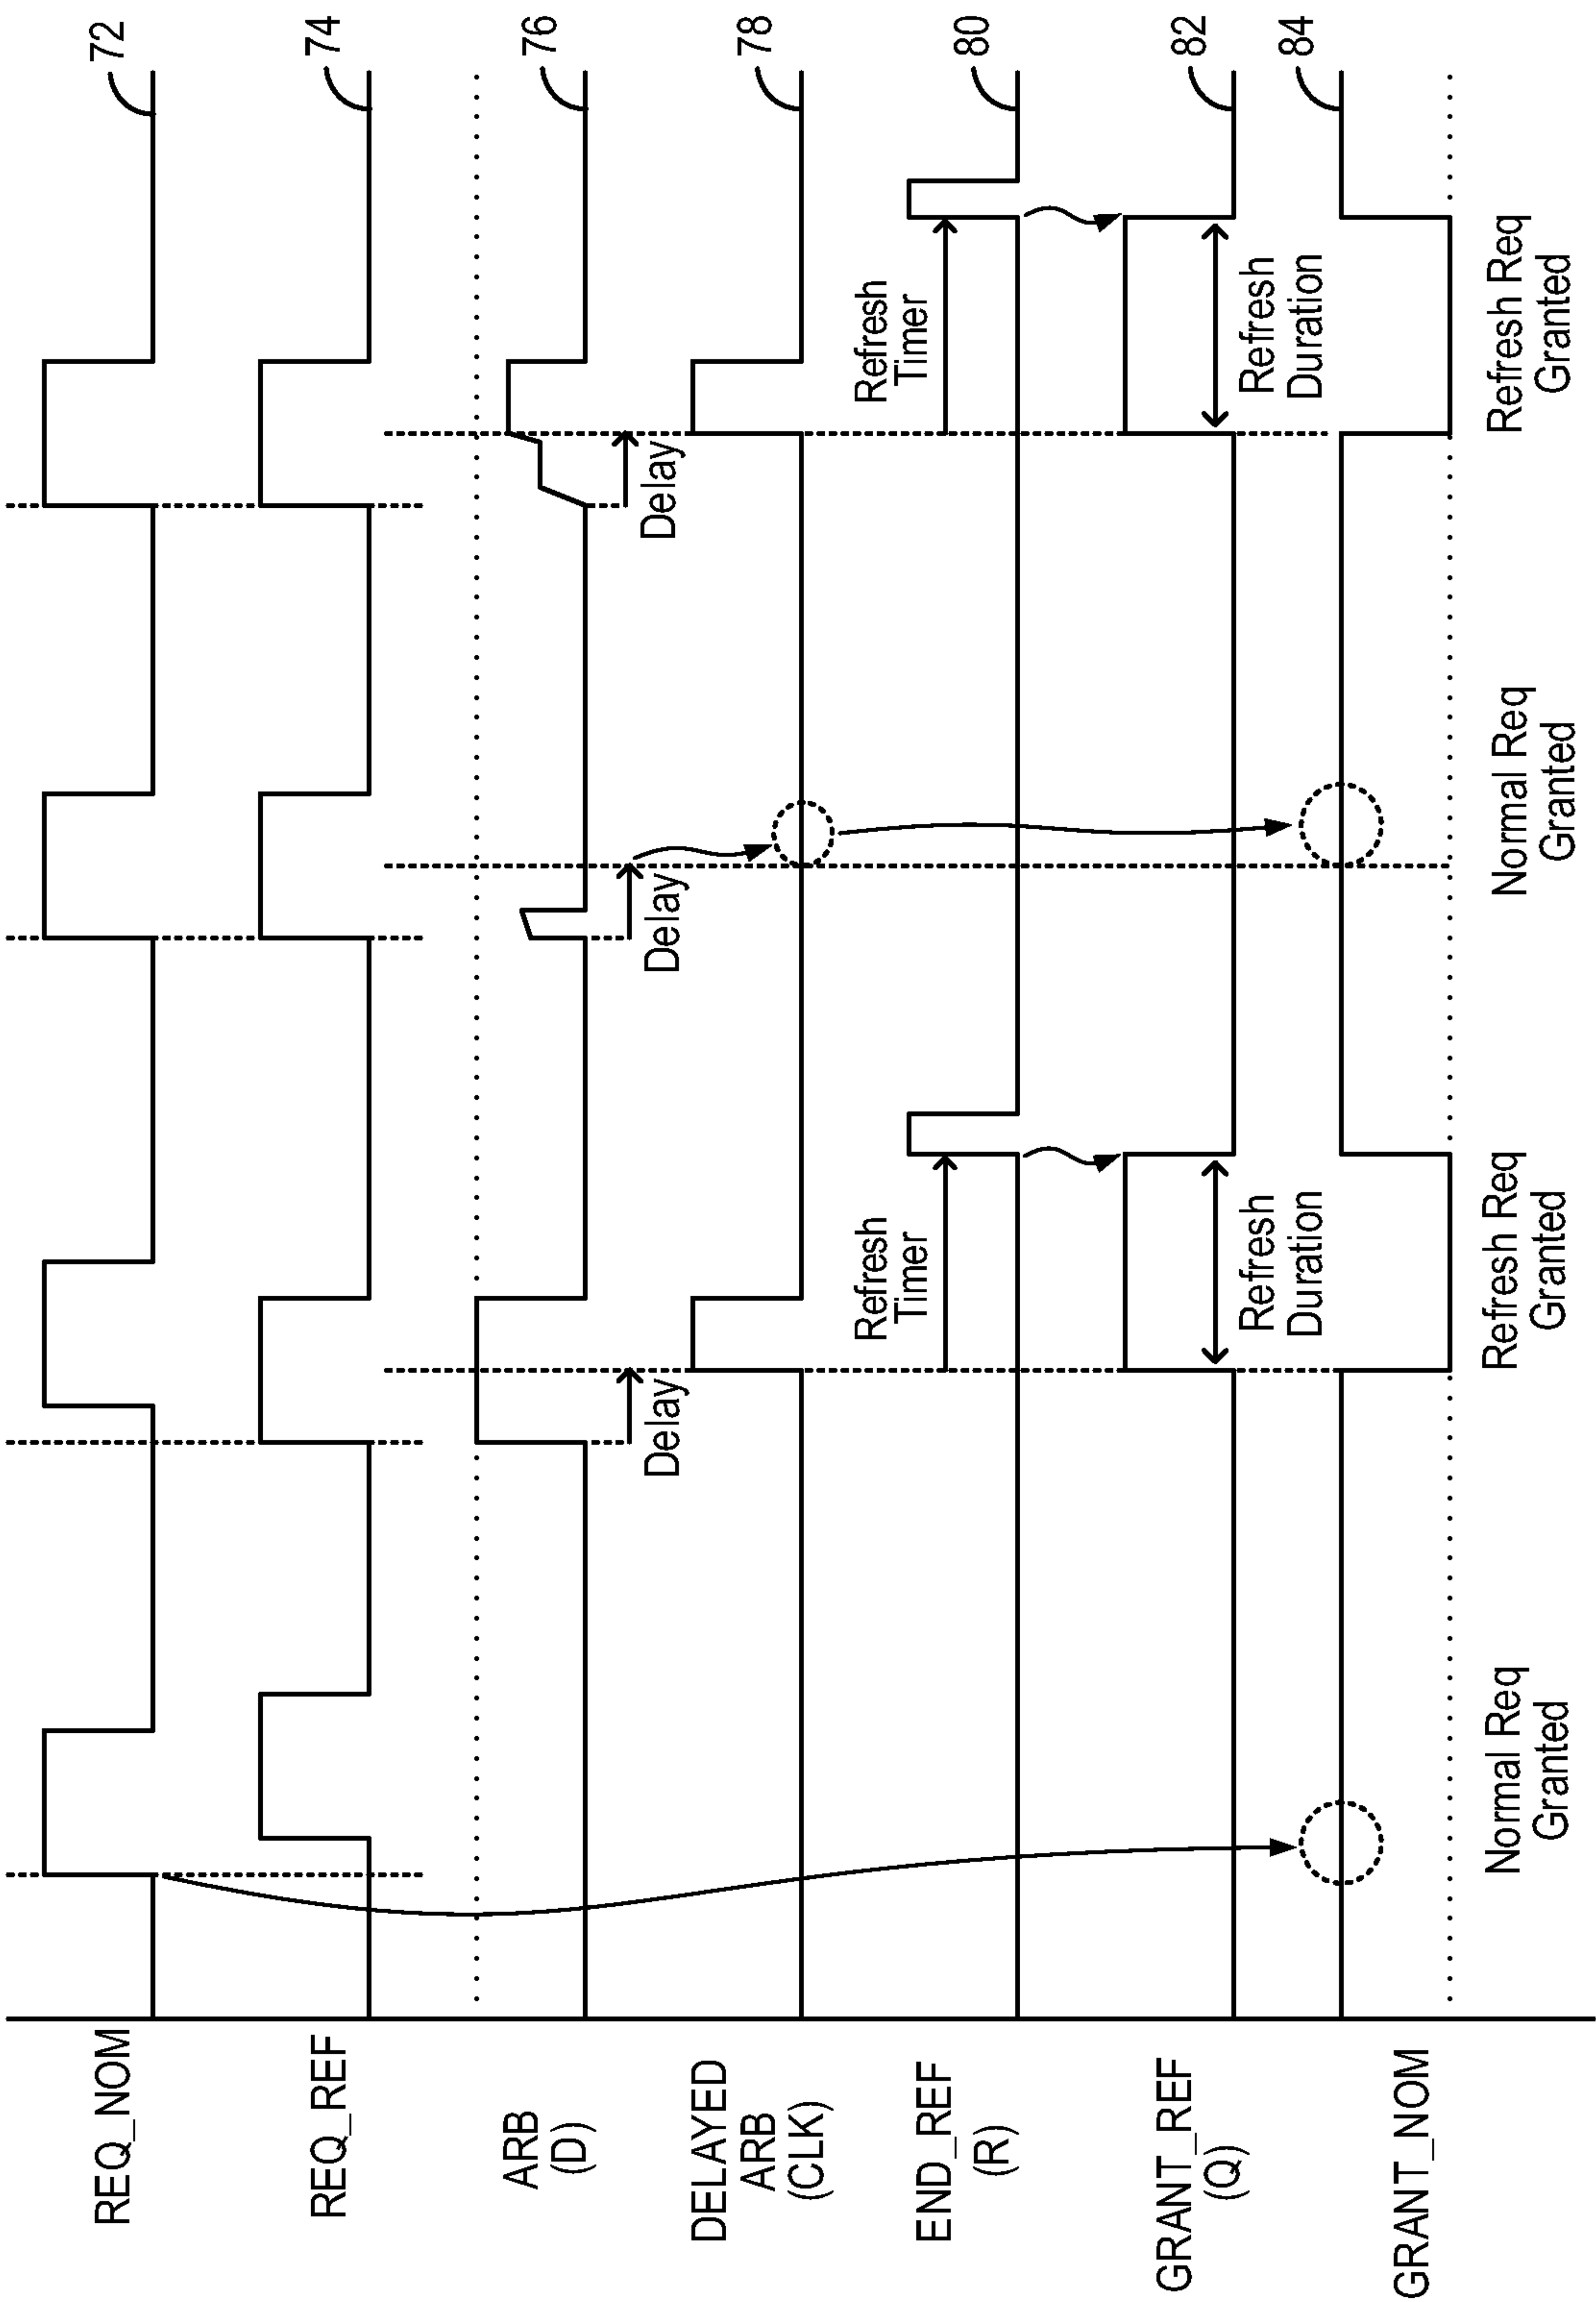 REQ_NOM
72
REQ_REF
74
ARB
(D)
76
Delay
Delay
Delay
DELAYED
ARB
(CLK)
78
END_REF
(R)
Refresh
Timer
Refresh
Timer
80
GRANT_REF
(Q)
Refresh
Duration
Refresh
Duration
82
GRANT_NOM
84
Normal Req
Granted
Refresh Req
Granted
Normal Req
Granted
Refresh Req
Granted